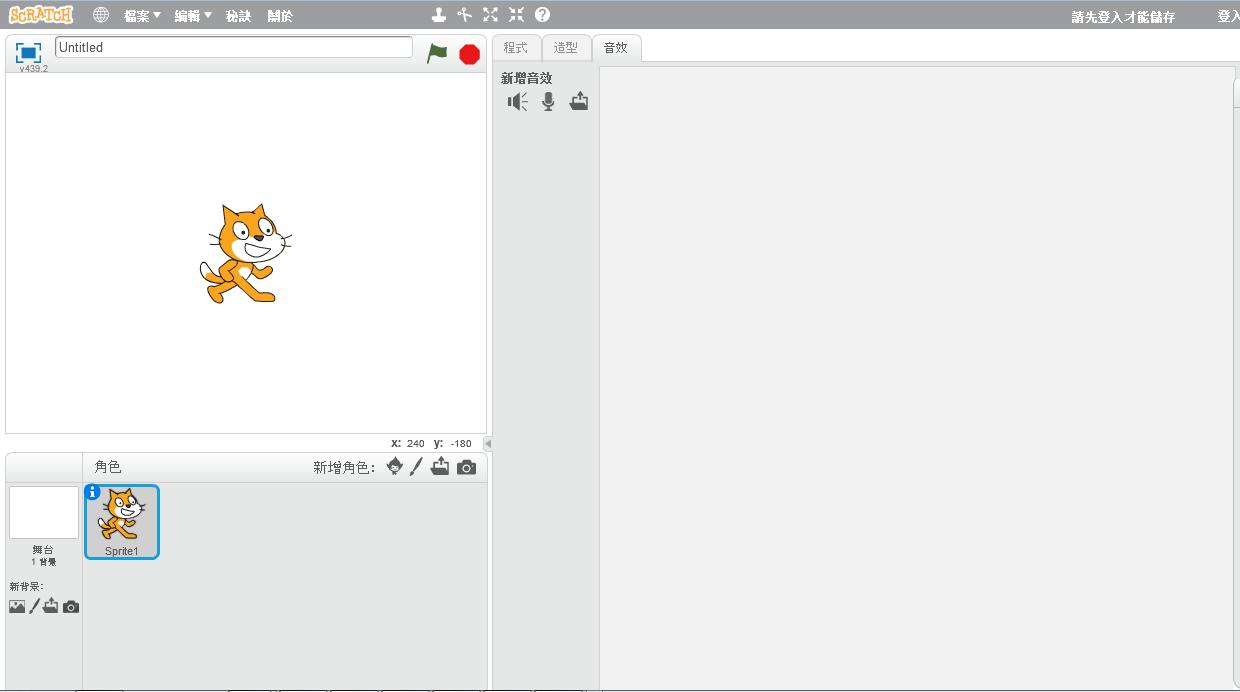 SCRATCH 檔案 編輯 秘訣 關於 請先登入才能儲存 登入
Untitled
v439.2
程式 造型 音效
新增音效
x: 240 y: -180
角色 新增角色:
Sprite1
舞台
1 背景
新背景: